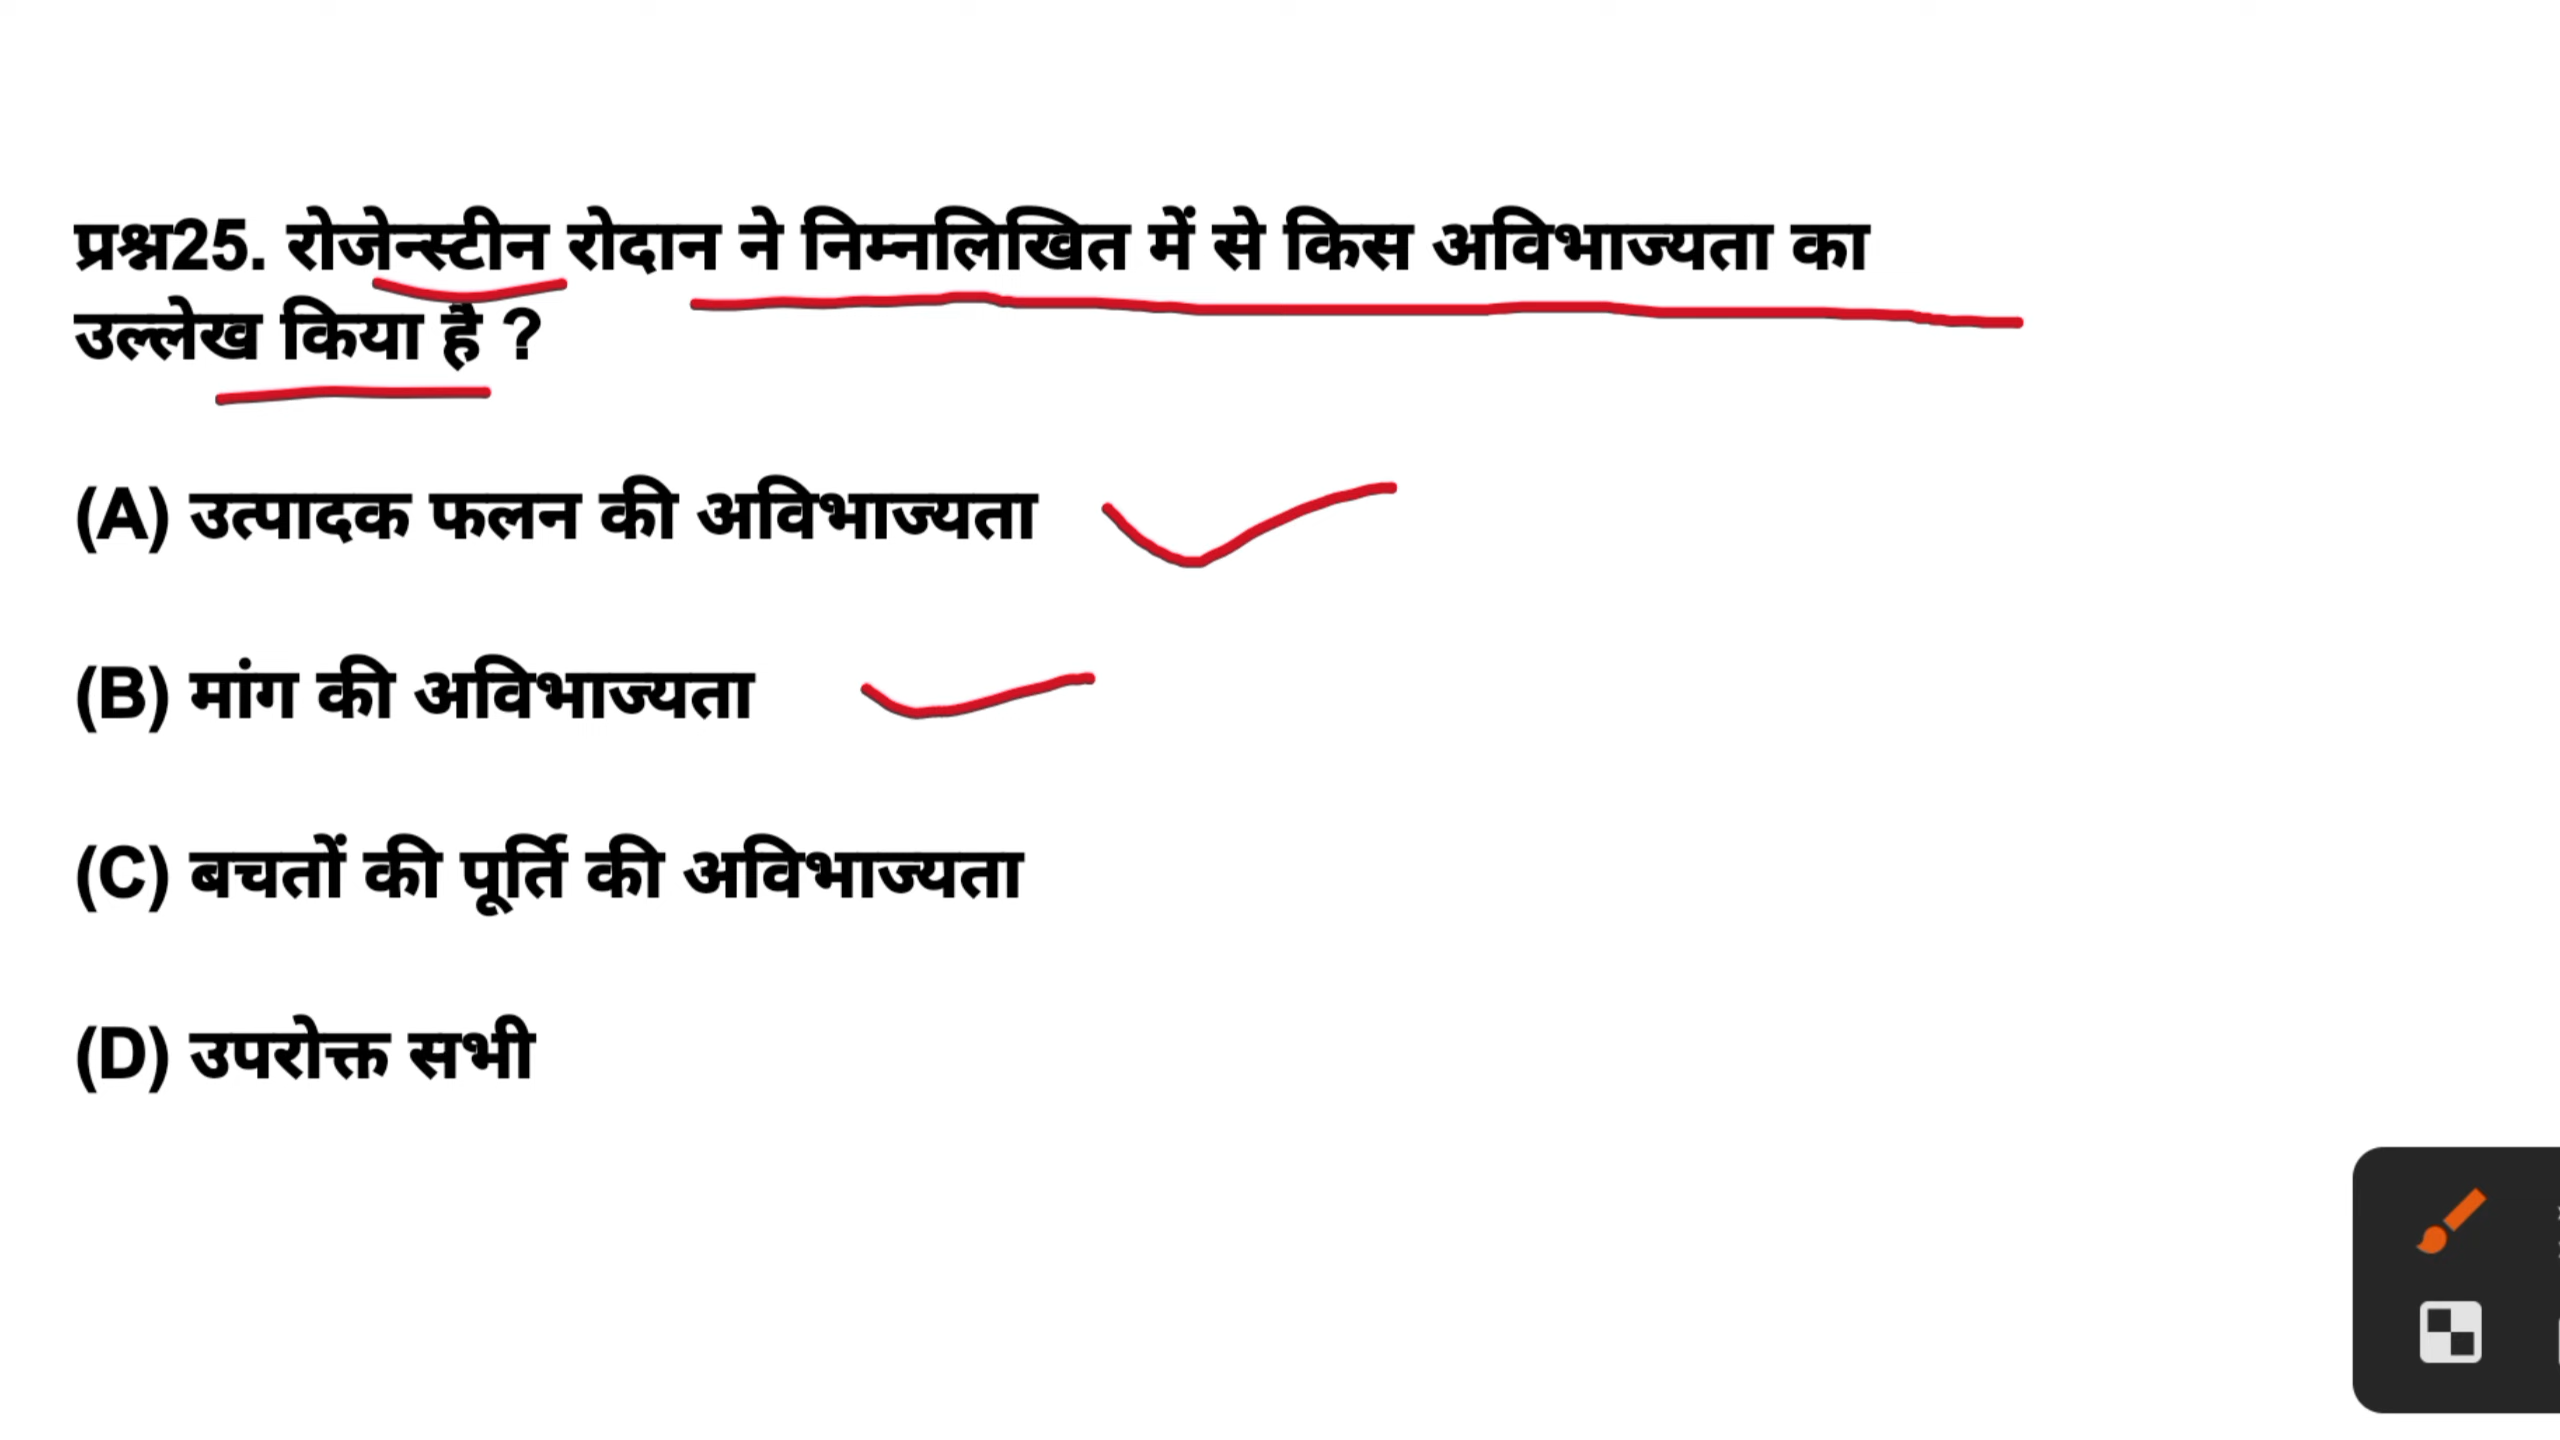 प्रश्न25. रोजेन्स्टीन रोदान ने निम्नलिखित में से किस अविभाज्यता का
उल्लेख किया है ?
(A) उत्पादक फलन की अविभाज्यता
(B) मांग की अविभाज्यता
(C) बचतों की पूर्ति की अविभाज्यता
(D) उपरोक्त सभी